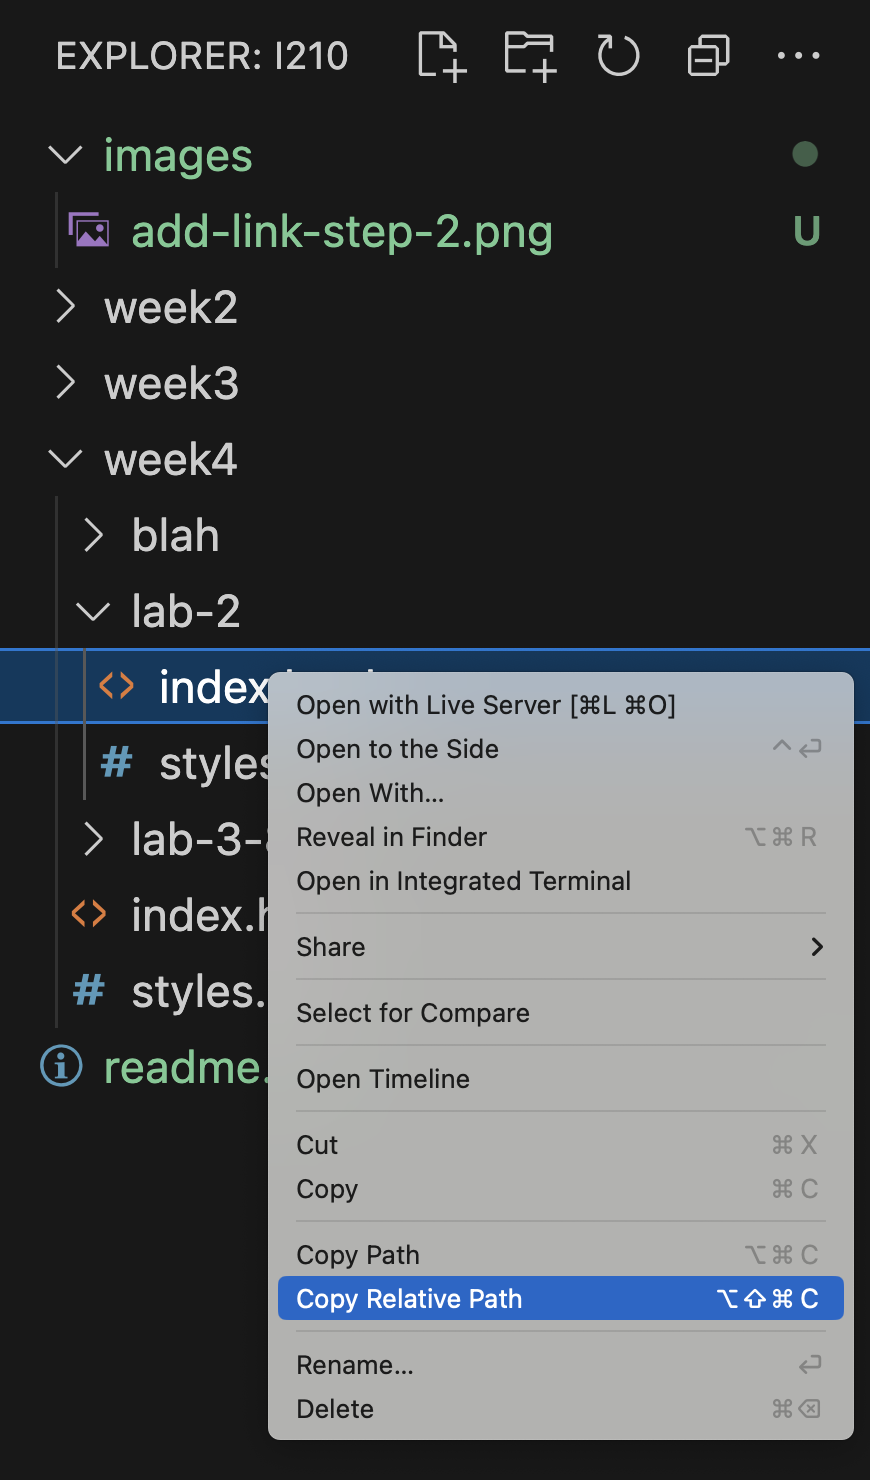 EXPLORER: I210
images
add-link-step-2.png U
week2
week3
week4
blah
lab-2
index
Open with Live Server [⌘L ⌘O]
Open to the Side ^ ⏎
styles
Open With...
Reveal in Finder ⌥ ⌘ R
lab-3-
Open in Integrated Terminal
index.h
Share
styles.
Select for Compare
readme.
Open Timeline
Cut ⌘ X
Copy ⌘ C
Copy Path ⌥ ⌘ C
Copy Relative Path ⌥ ⇧ ⌘ C
Rename... ⏎
Delete ⌘ ⌫